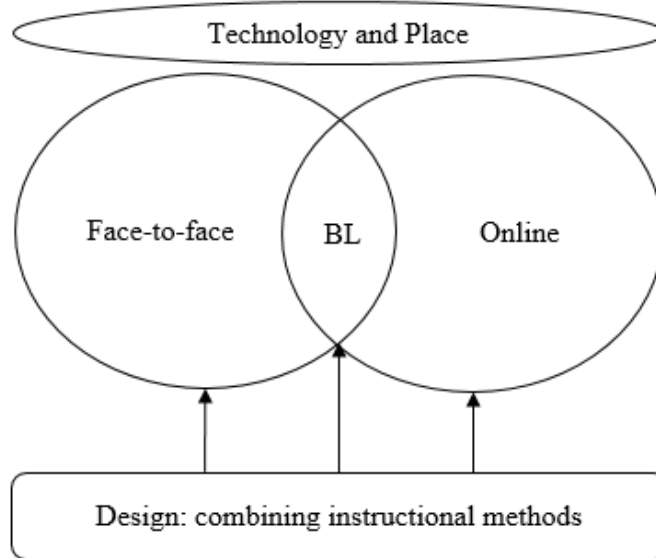 Technology and Place
Face-to-face
BL
Online
Design: combining instructional methods